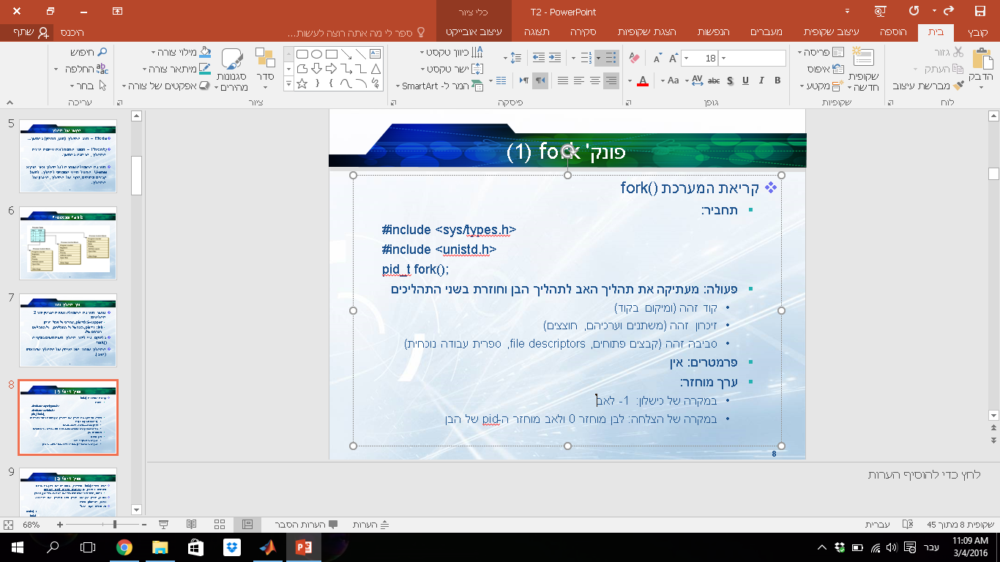 T2 - PowerPoint
כלי ציור
קובץ
בית
הוספה
עיצוב שקופית
מעברים
הנפשות
הצגת שקופיות
סקירה
תצוגה
עיצוב אובייקט
ספר לי מה אתה רוצה לעשות...
היכנס
שתף
הדבק
גזור
העתק
מברשת עיצוב
לוח
שקופית חדשה
פריסה
איפוס
מקטע
שקופיות
18
B
I
U
S
abc
AV
Aa
A
גופן
כיוון טקסט
ישר טקסט
המר ל- SmartArt
פיסקה
סדר
סגנונות מהירים
מילוי צורה
מיתאר צורה
אפקטים של צורה
ציור
חיפוש
החלפה
בחר
עריכה
5
6
Process Table
7
8
9
פונק' fork (1)
קריאת המערכת fork()
תחביר:
#include <sys/types.h>
#include <unistd.h>
pid_t fork();
פעולה: מעתיקה את תהליך האב לתהליך הבן וחוזרת בשני התהליכים
קוד זהה (ומיקום בקוד)
זיכרון זהה (משתנים וערכיהם, חוצצים)
סביבה זהה (קבצים פתוחים, file descriptors, ספרית עבודה נוכחית)
פרמטרים: אין
ערך מוחזר:
במקרה של כישלון: 1- לאב
במקרה של הצלחה: לבן מוחזר 0 ולאב מוחזר ה-pid של הבן
8
לחץ כדי להוסיף הערות
שקופית 8 מתוך 45
עברית
הערות
הערות הסבר
68%
עבר
11:09 AM
3/4/2016